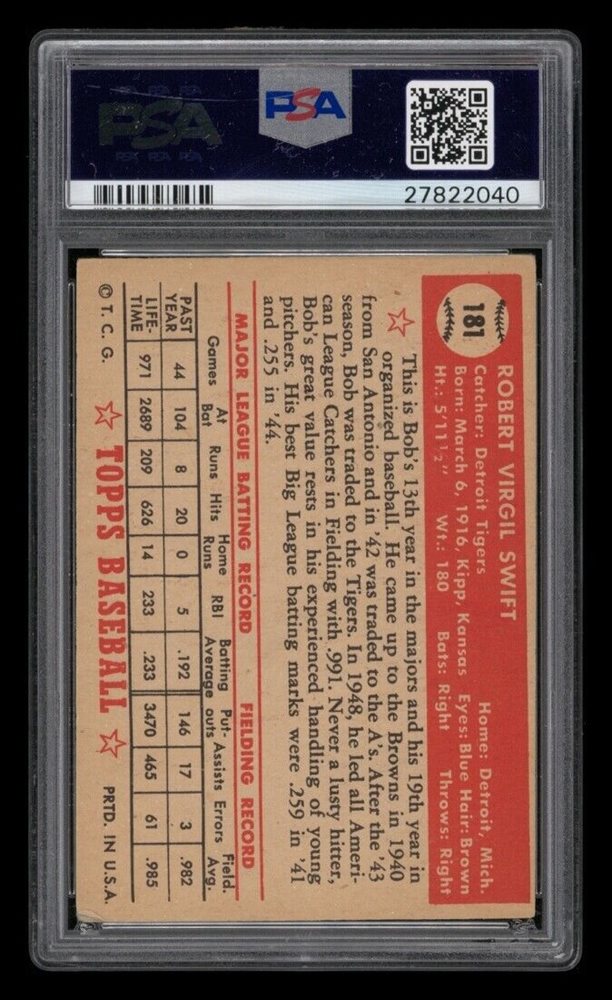 PSA
PSA
PSA PSA PSA
27822040
181
ROBERT VIRGIL SWIFT
Catcher: Detroit Tigers Home: Detroit, Mich.
Born: March 6, 1916, Kipp, Kansas Eyes: Blue Hair: Brown
Ht.: 5'11½" Wt.: 180 Bats: Right Throws: Right
This is Bob's 13th year in the majors and his 19th year in
organized baseball. He came up to the Browns in 1940
from San Antonio and in '42 was traded to the A's. After the '43
season, Bob was traded to the Tigers. In 1948, he led all Ameri-
can League Catchers in Fielding with .991. Never a lusty hitter,
Bob's great value rests in his experienced handling of young
pitchers. His best Big League batting marks were .259 in '41
and .255 in '44.
MAJOR LEAGUE BATTING RECORD FIELDING RECORD
Games At Bat Runs Hits Home Runs RBI Batting Average Put-outs Assists Errors Field. Avg.
PAST YEAR 44 104 8 20 0 5 .192 146 17 3 .982
LIFE-TIME 971 2689 209 626 14 233 .233 3470 465 61 .985
© T. C. G. TOPPS BASEBALL PRTD. IN U.S.A.